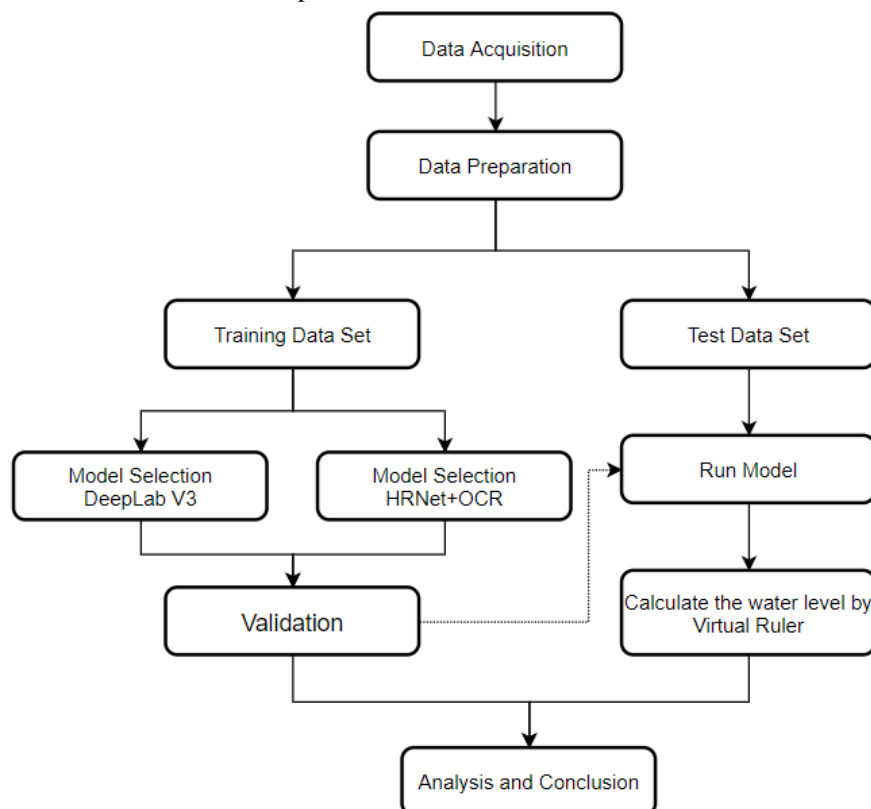 Data Acquisition
Data Preparation
Training Data Set
Test Data Set
Model Selection
DeepLab V3
Model Selection
HRNet+OCR
Run Model
Validation
Calculate the water level by
Virtual Ruler
Analysis and Conclusion